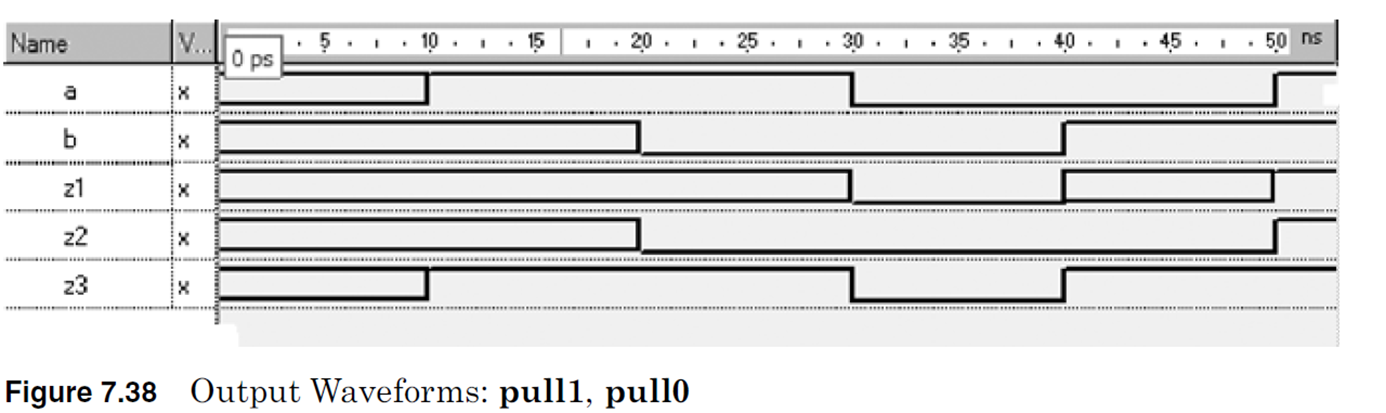 Name V... 0 ps 5 10 15 20 25 30 35 40 45 50 ns
a x
b x
z1 x
z2 x
z3 x
Figure 7.38 Output Waveforms: pull1, pull0